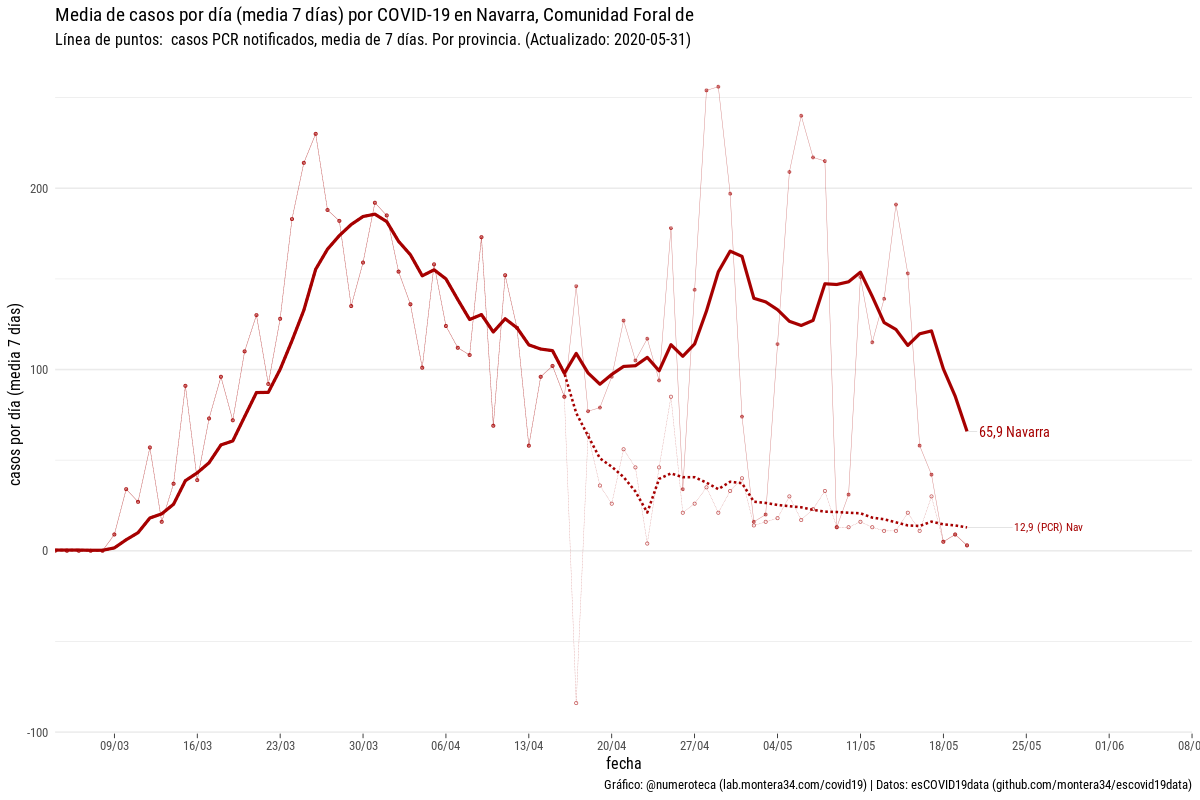 Media de casos por día (media 7 días) por COVID-19 en Navarra, Comunidad Foral de
Línea de puntos:  casos PCR notificados, media de 7 días. Por provincia. (Actualizado: 2020-05-31)
casos por día (media 7 días)
200
100
0
-100
65,9 Navarra
12,9 (PCR) Nav
09/03
16/03
23/03
30/03
06/04
13/04
20/04
27/04
04/05
11/05
18/05
25/05
01/06
08/0
fecha
Gráfico: @numeroteca (lab.montera34.com/covid19) | Datos: esCOVID19data (github.com/montera34/escovid19data)